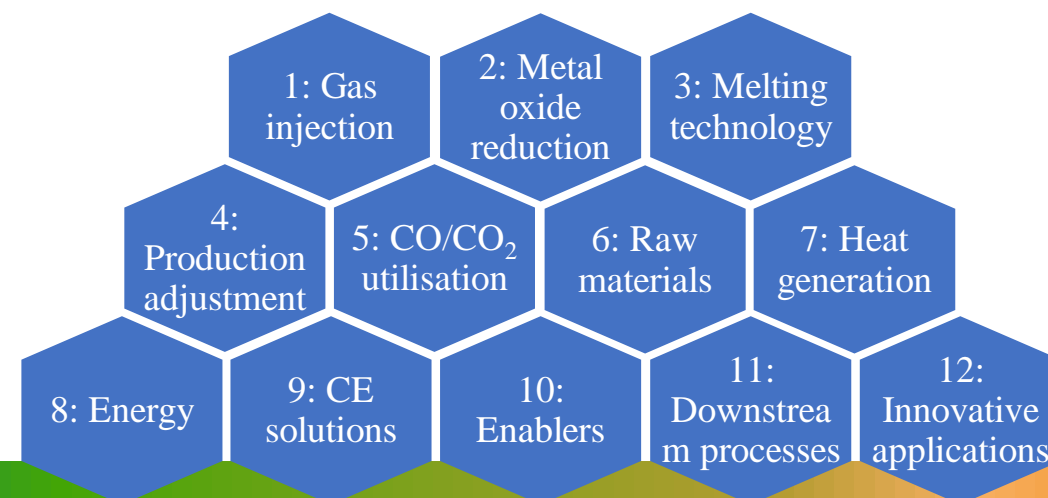 1: Gas
injection
2: Metal
oxide
reduction
3: Melting
technology
4:
Production
adjustment
5: CO/CO₂
utilisation
6: Raw
materials
7: Heat
generation
8: Energy
9: CE
solutions
10:
Enablers
11:
Downstrea
m processes
12:
Innovative
applications